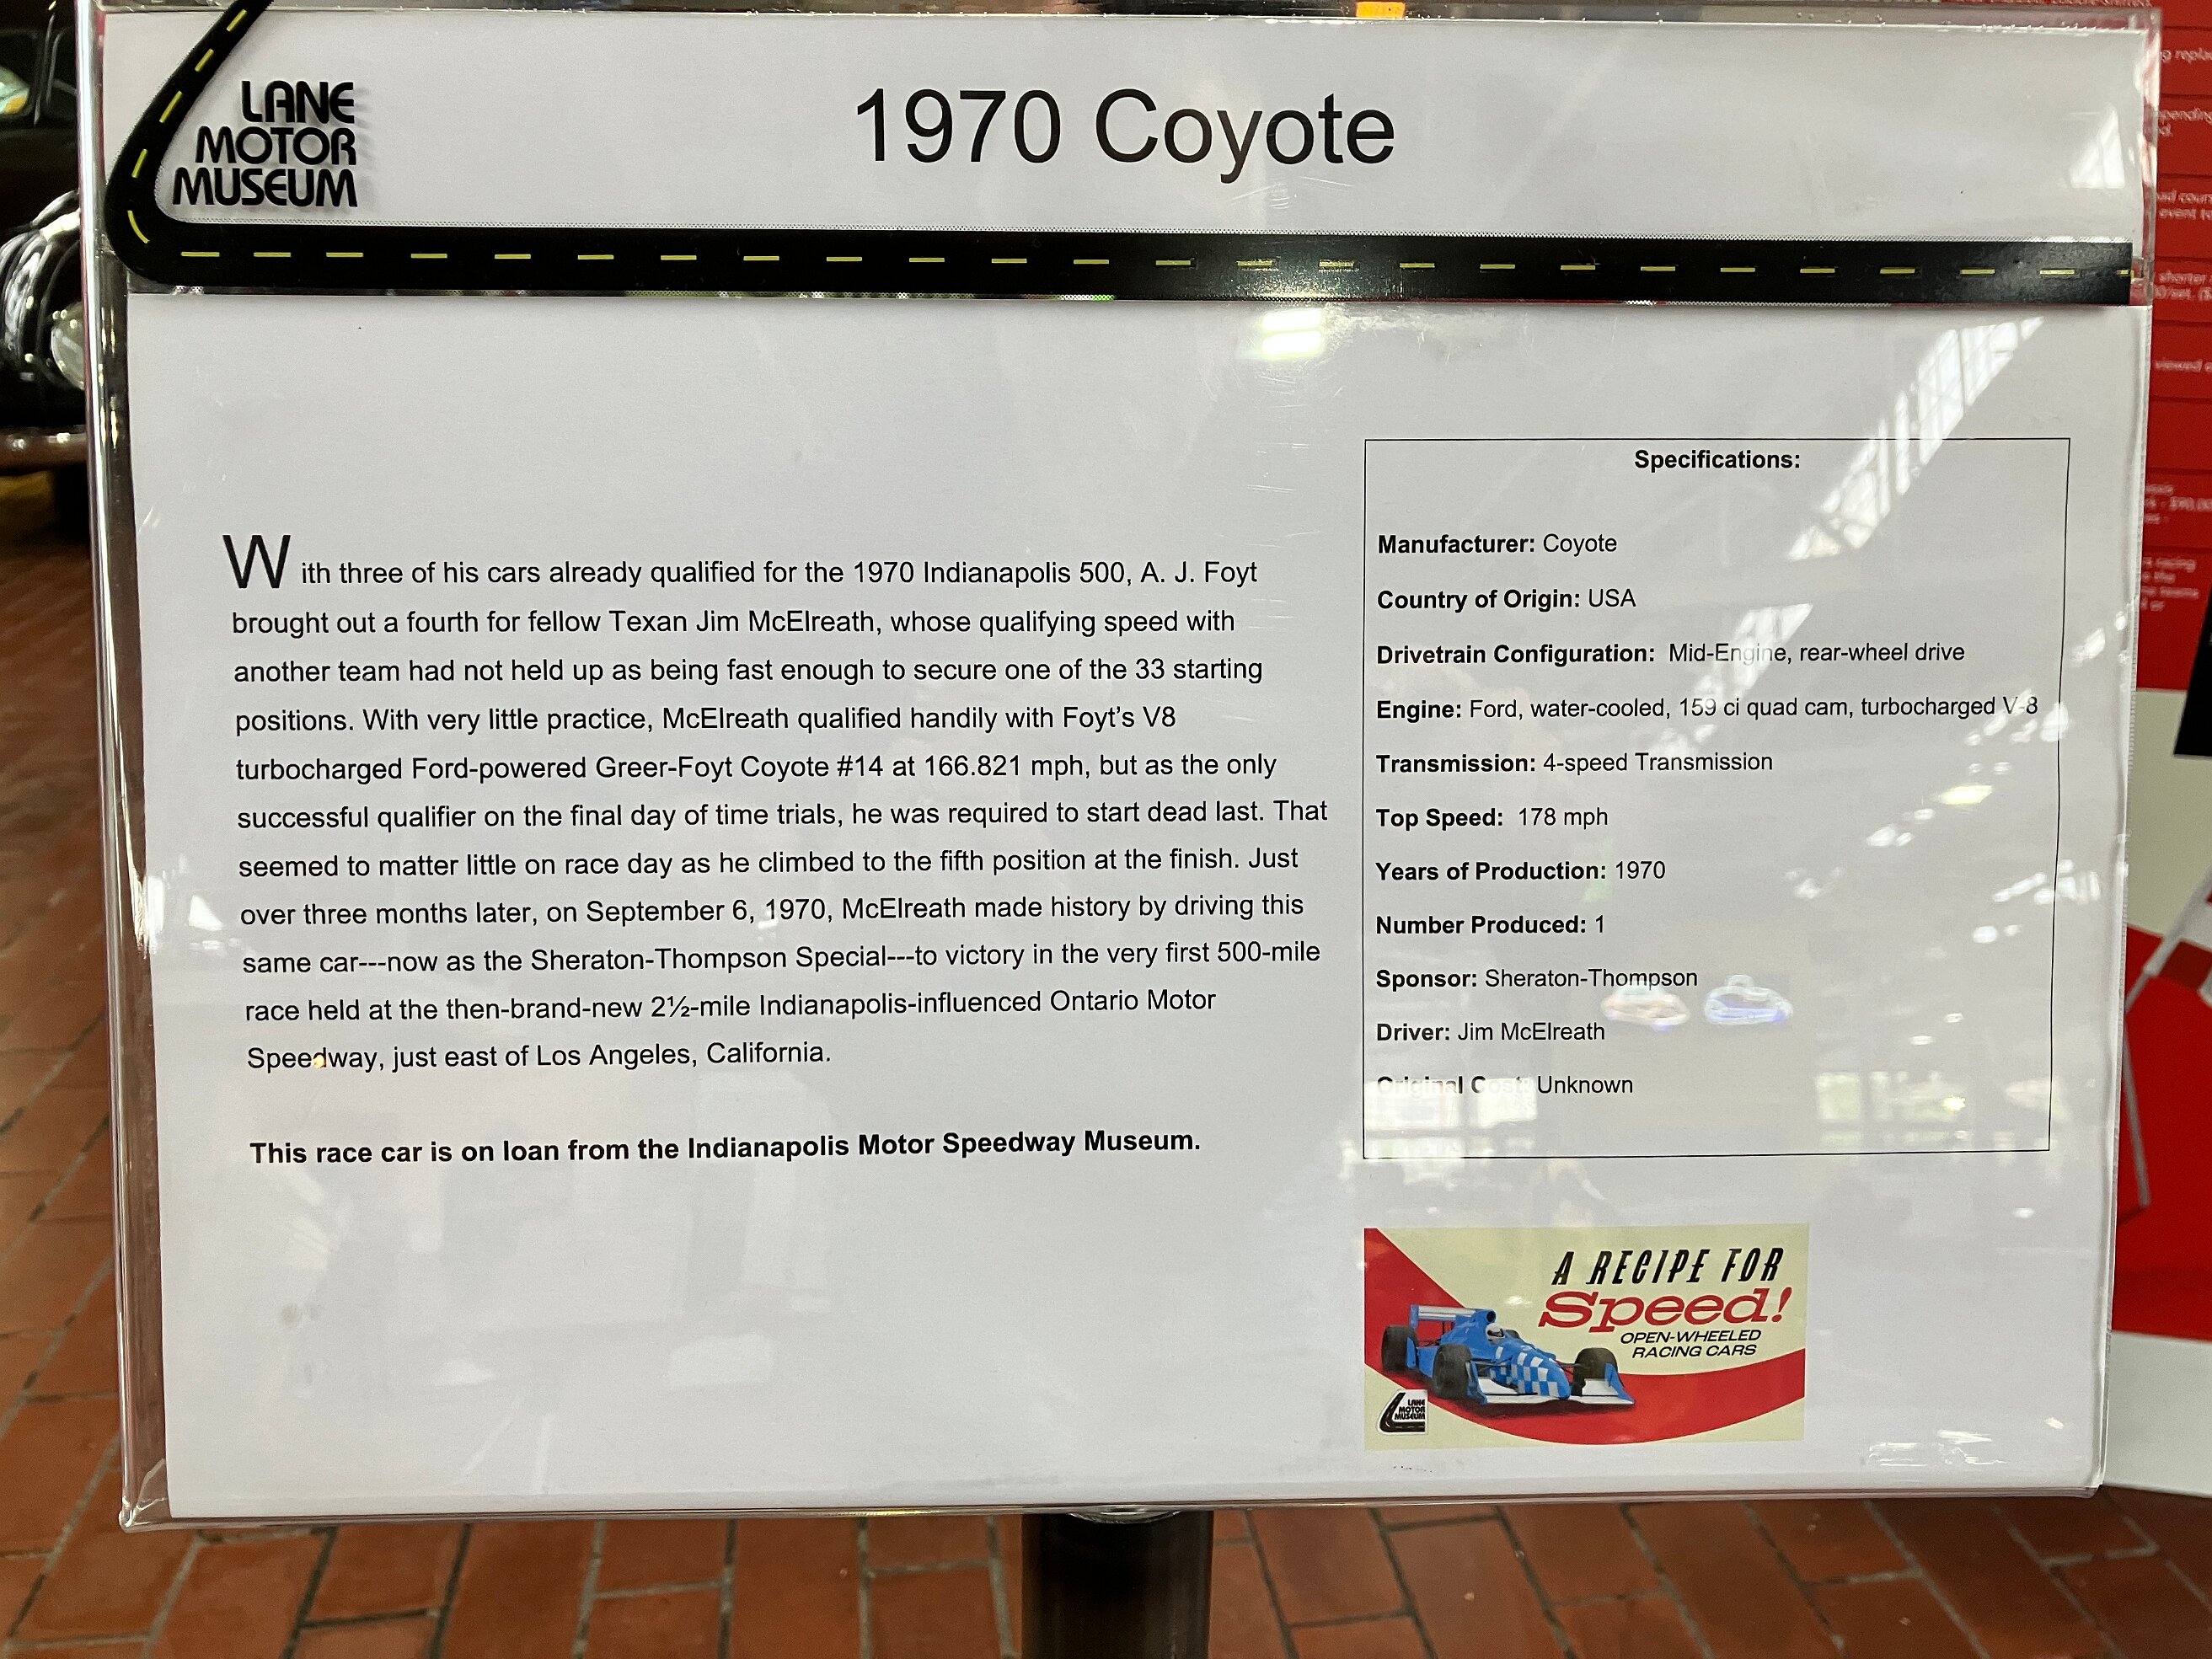 LANE
MOTOR
MUSEUM
1970 Coyote
With three of his cars already qualified for the 1970 Indianapolis 500, A. J. Foyt
brought out a fourth for fellow Texan Jim McElreath, whose qualifying speed with
another team had not held up as being fast enough to secure one of the 33 starting
positions. With very little practice, McElreath qualified handily with Foyt’s V8
turbocharged Ford-powered Greer-Foyt Coyote #14 at 166.821 mph, but as the only
successful qualifier on the final day of time trials, he was required to start dead last. That
seemed to matter little on race day as he climbed to the fifth position at the finish. Just
over three months later, on September 6, 1970, McElreath made history by driving this
same car---now as the Sheraton-Thompson Special---to victory in the very first 500-mile
race held at the then-brand-new 2½-mile Indianapolis-influenced Ontario Motor
Speedway, just east of Los Angeles, California.
This race car is on loan from the Indianapolis Motor Speedway Museum.
Specifications:
Manufacturer: Coyote
Country of Origin: USA
Drivetrain Configuration: Mid-Engine, rear-wheel drive
Engine: Ford, water-cooled, 159 ci quad cam, turbocharged V-8
Transmission: 4-speed Transmission
Top Speed: 178 mph
Years of Production: 1970
Number Produced: 1
Sponsor: Sheraton-Thompson
Driver: Jim McElreath
Original Cost: Unknown
A RECIPE FOR
Speed!
OPEN-WHEELED
RACING CARS
LANE
MOTOR
MUSEUM